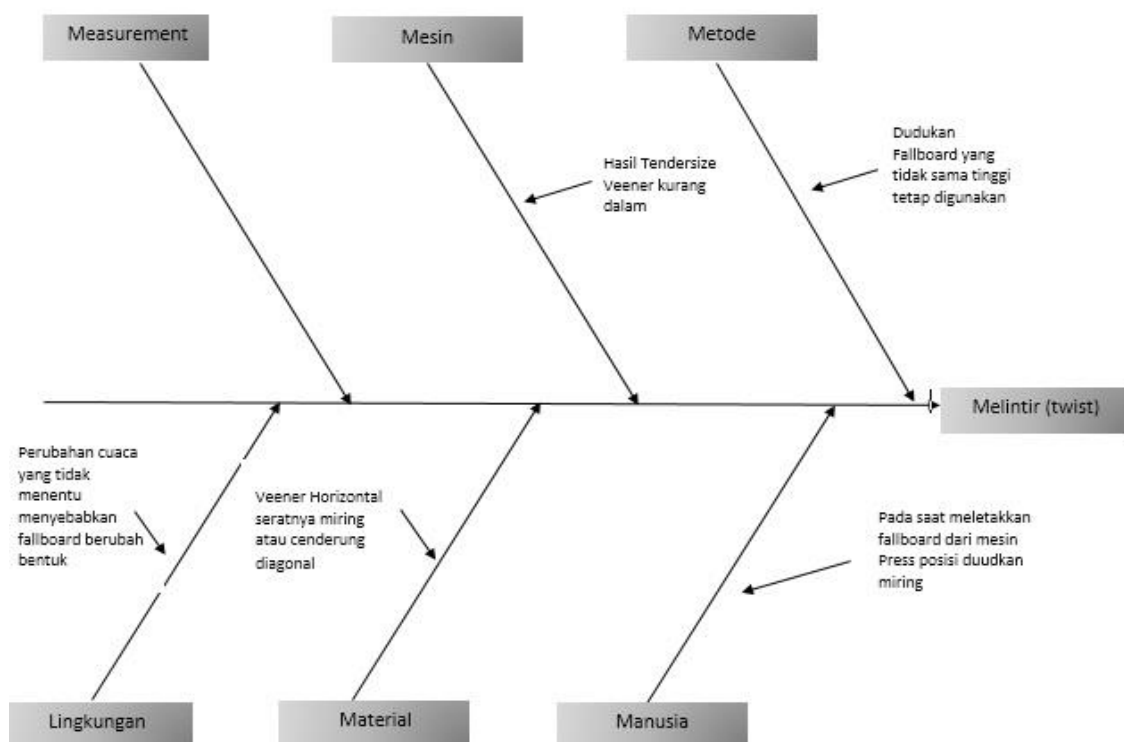 Measurement
Mesin
Metode
Hasil Tendersize
Veener kurang
dalam
Dudukan
Fallboard yang
tidak sama tinggi
tetap digunakan
Melintir (twist)
Perubahan cuaca
yang tidak
menentu
menyebabkan
fallboard berubah
bentuk
Veener Horizontal
seratnya miring
atau cenderung
diagonal
Pada saat meletakkan
fallboard dari mesin
Press posisi duudkan
miring
Lingkungan
Material
Manusia